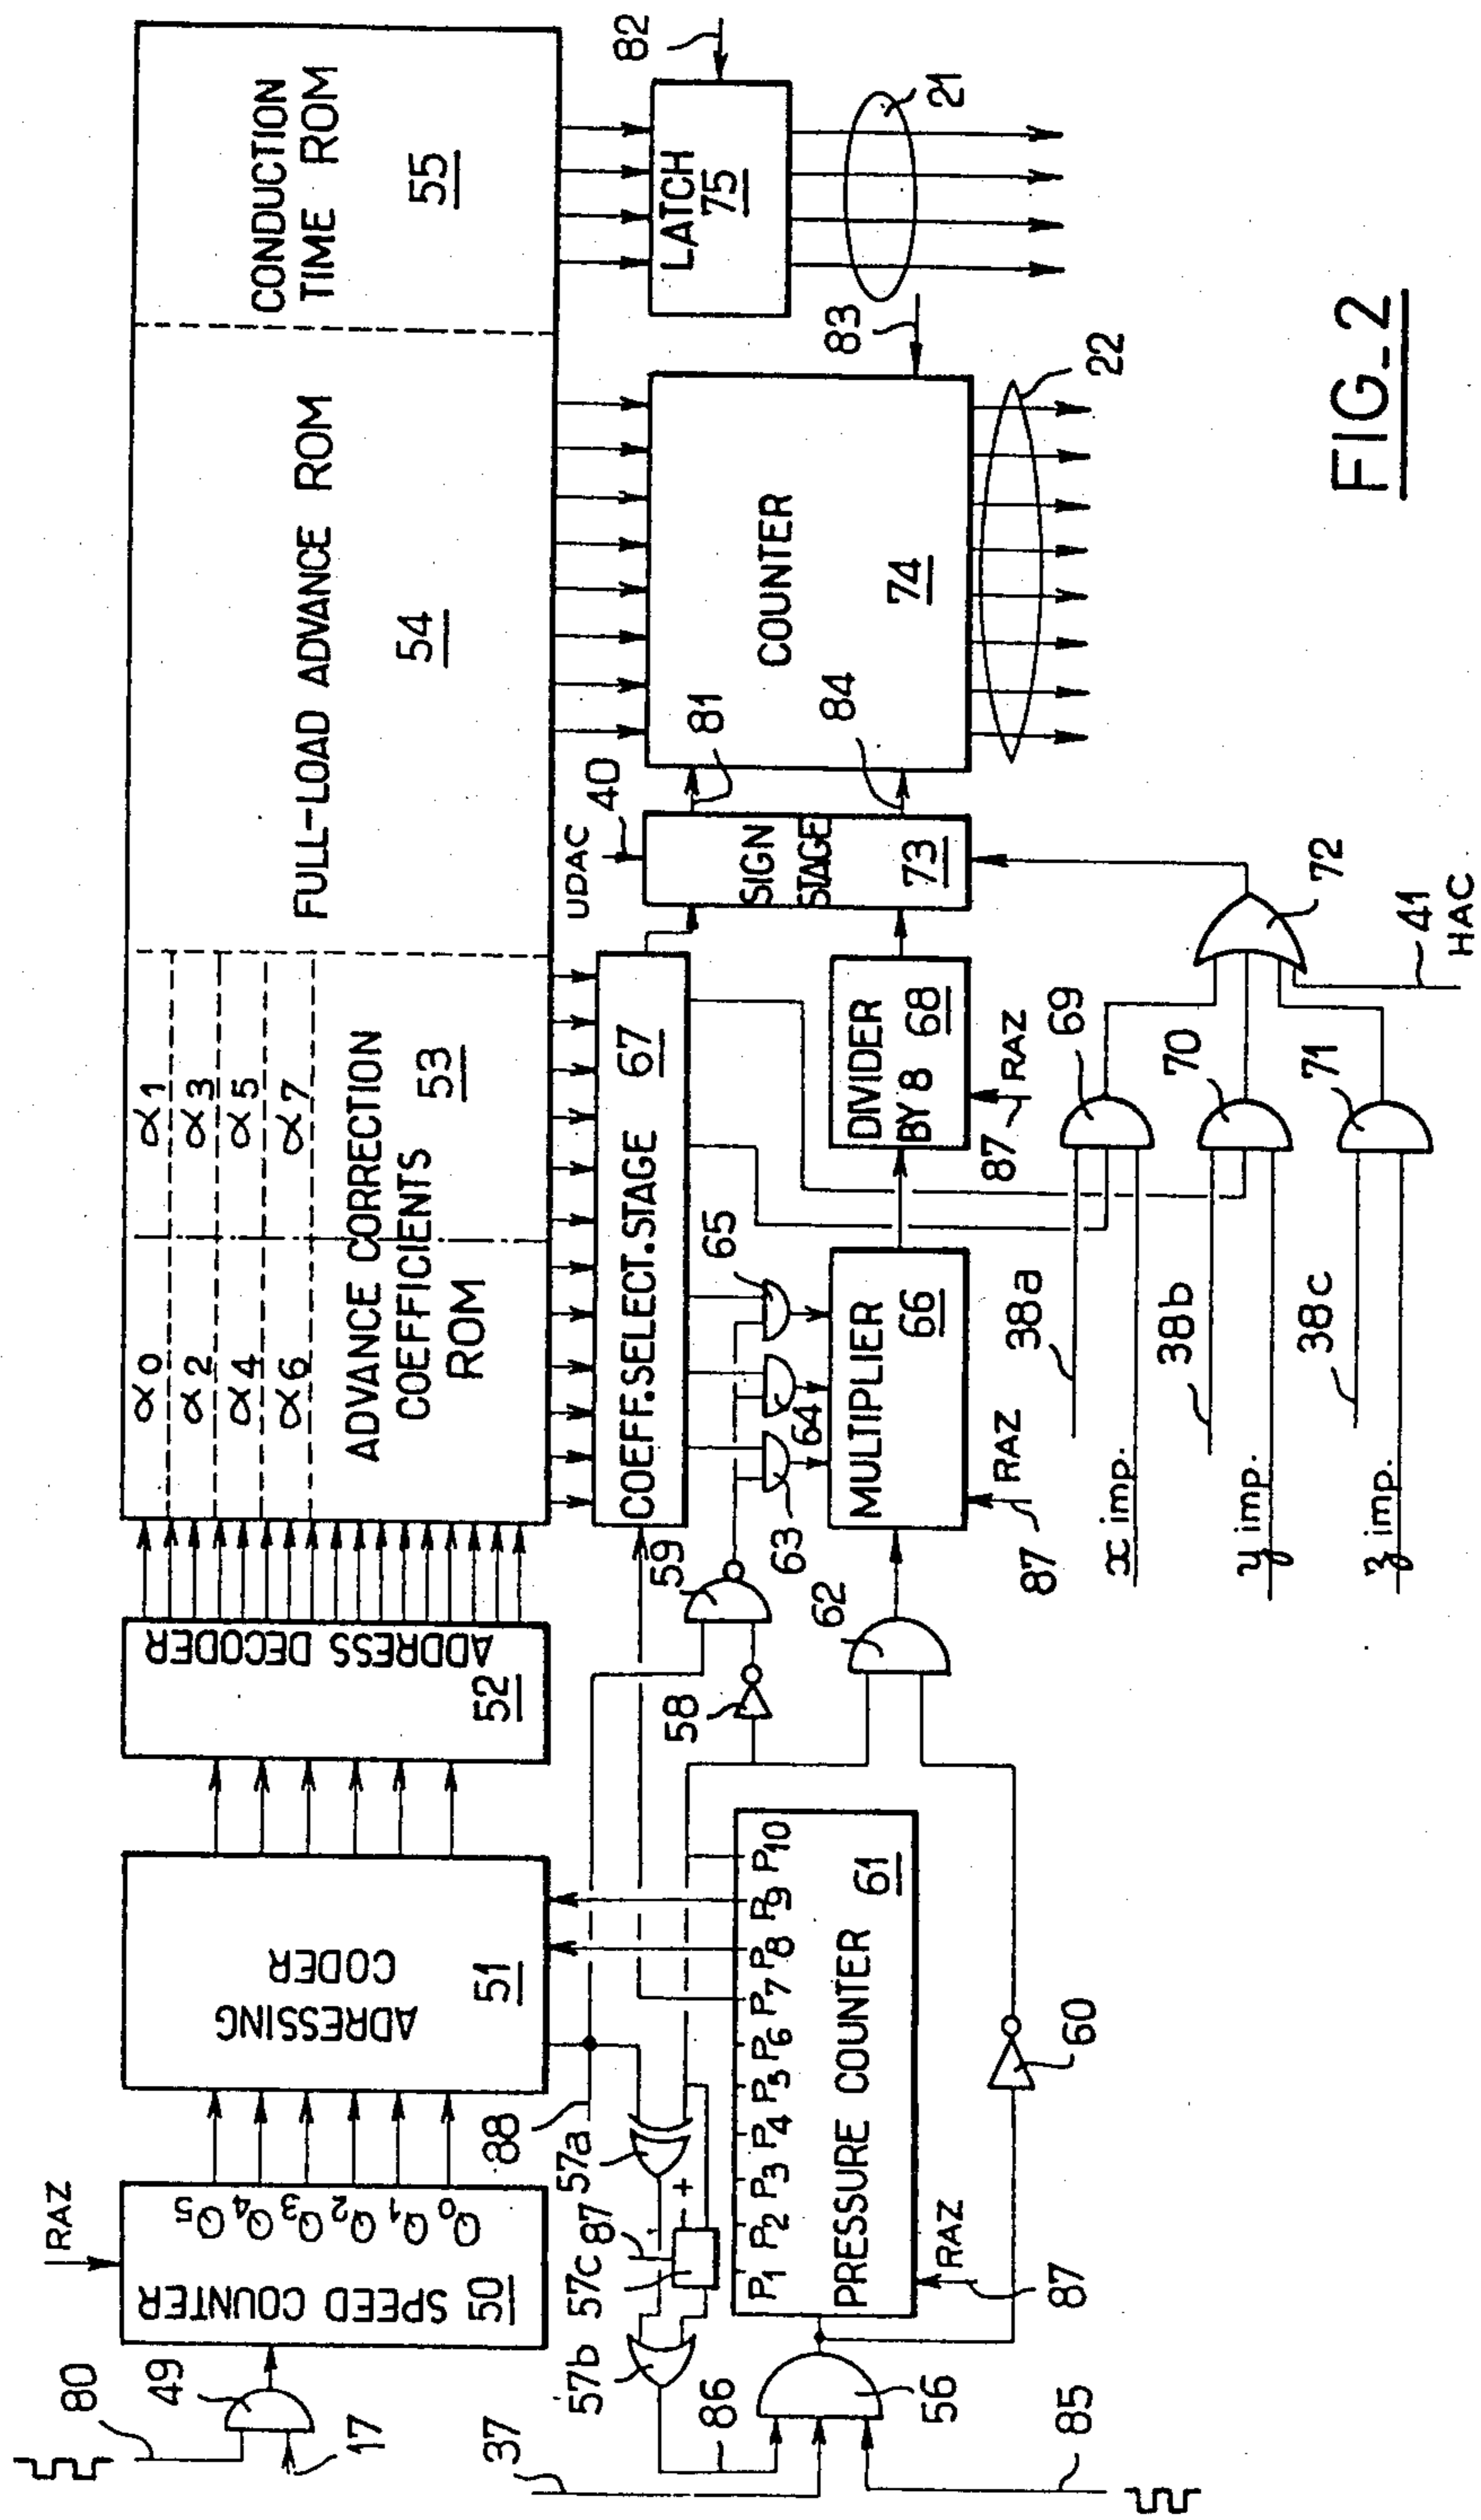 80
49
17
RAZ
SPEED COUNTER
50
Q5
Q4
Q3
Q2
Q1
Q0
ADRESSING
CODER
51
ADDRESS DECODER
52
α0
α1
α2
α3
α4
α5
α6
α7
ADVANCE CORRECTION
COEFFICIENTS
ROM
53
FULL-LOAD ADVANCE ROM
54
CONDUCTION
TIME ROM
55
88
57a
57b
57c
87
- +
86
37
56
85
P1 P2 P3 P4 P5 P6 P7 P8 P9 P10
PRESSURE COUNTER
61
RAZ
87
60
58
59
62
63
64
65
COEFF.SELECT.STAGE
67
MULTIPLIER
66
RAZ
87
DIVIDER
BY 8
68
RAZ
87
UDAC
40
SIGN
STAGE
73
81
84
COUNTER
74
83
22
LATCH
75
82
21
38a
x imp.
69
38b
y imp.
70
38c
z imp.
71
72
41
HAC
FIG_2